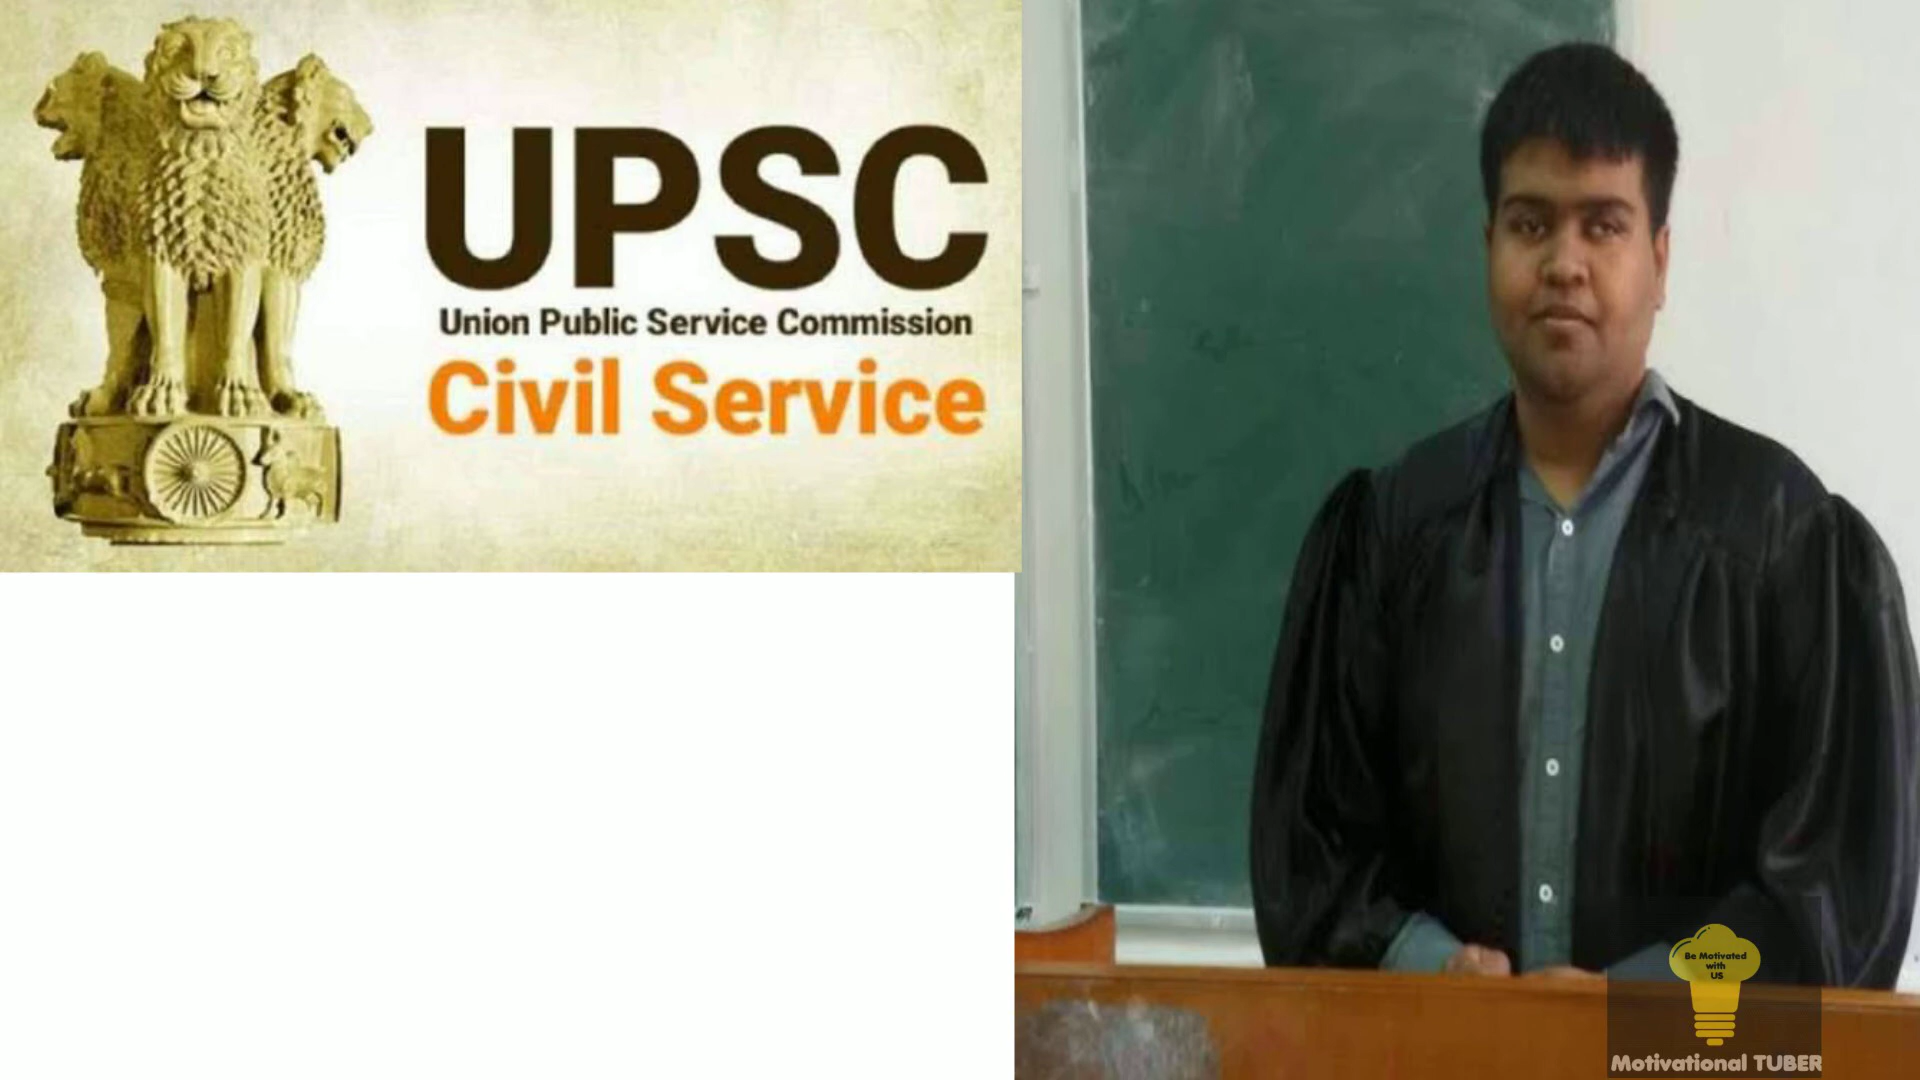 UPSC
Union Public Service Commission
Civil Service
Be Motivated
with
US
Motivational TUBER